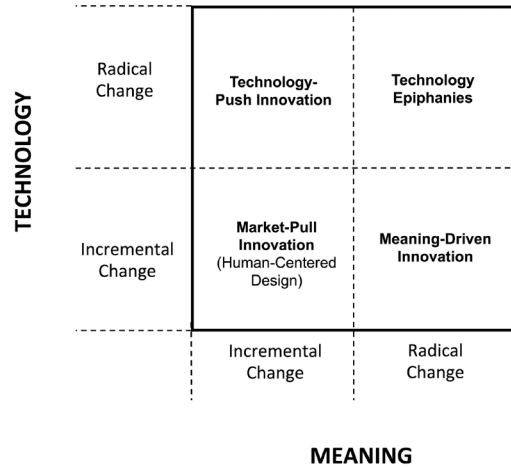 TECHNOLOGY
Radical
Change
Technology-
Push Innovation
Technology
Epiphanies
Incremental
Change
Market-Pull
Innovation
(Human-Centered
Design)
Meaning-Driven
Innovation
Incremental
Change
Radical
Change
MEANING